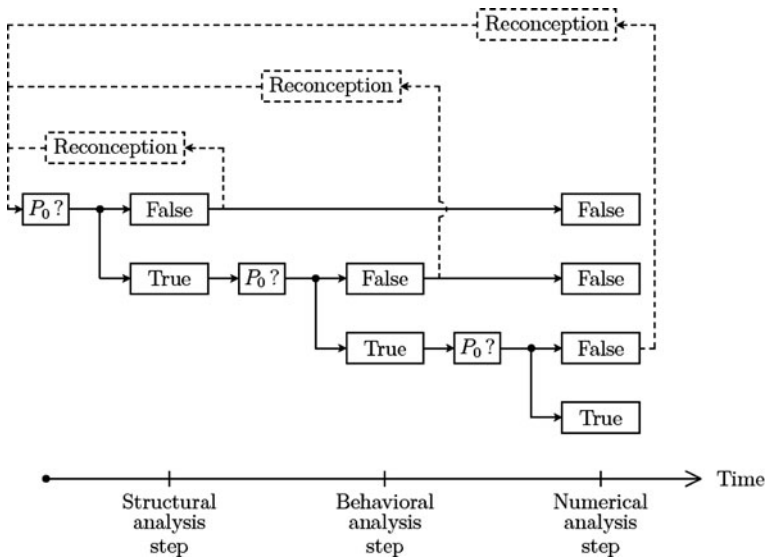 Reconception
Reconception
Reconception
P₀ ? False False
True P₀ ? False False
True P₀ ? False
True
Time
Structural analysis step
Behavioral analysis step
Numerical analysis step